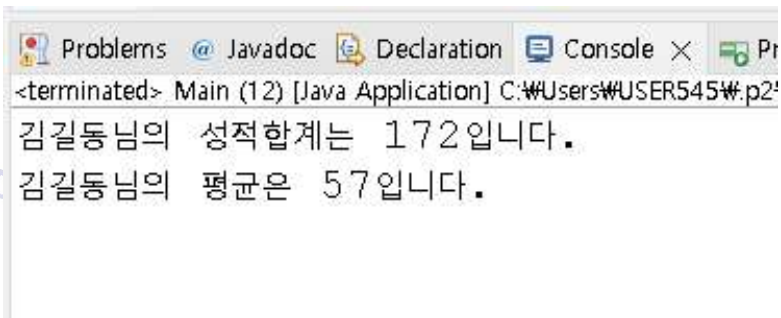 Problems @ Javadoc Declaration Console × Pr
<terminated> Main (12) [Java Application] C:₩Users₩USER545₩.p2₩
김길동님의 성적합계는 172입니다.
김길동님의 평균은 57입니다.